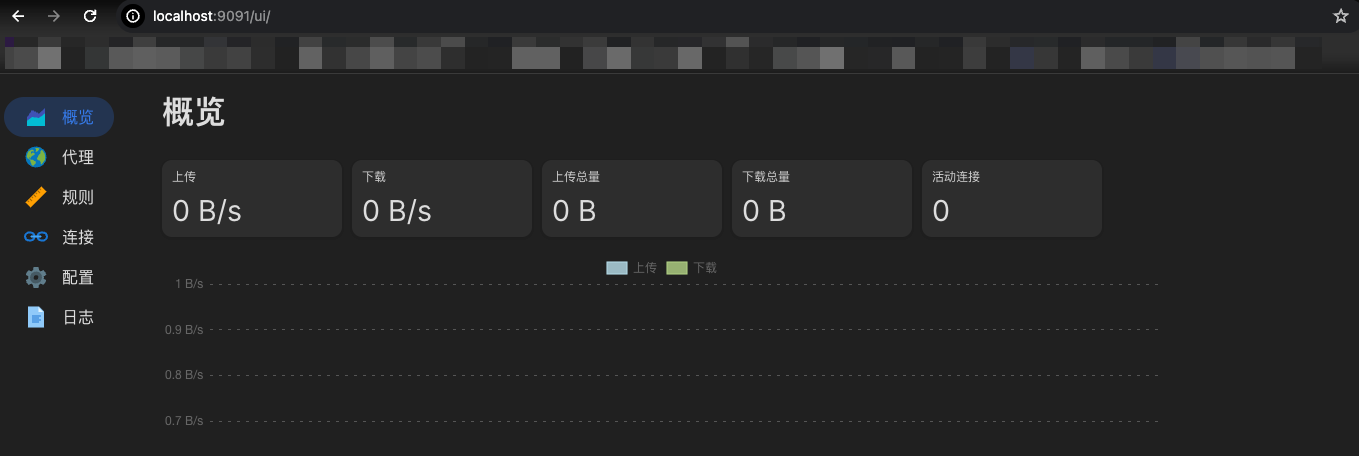 localhost:9091/ui/
概览
代理
规则
连接
配置
日志
概览
上传
0 B/s
下载
0 B/s
上传总量
0 B
下载总量
0 B
活动连接
0
上传 下载
1 B/s
0.9 B/s
0.8 B/s
0.7 B/s